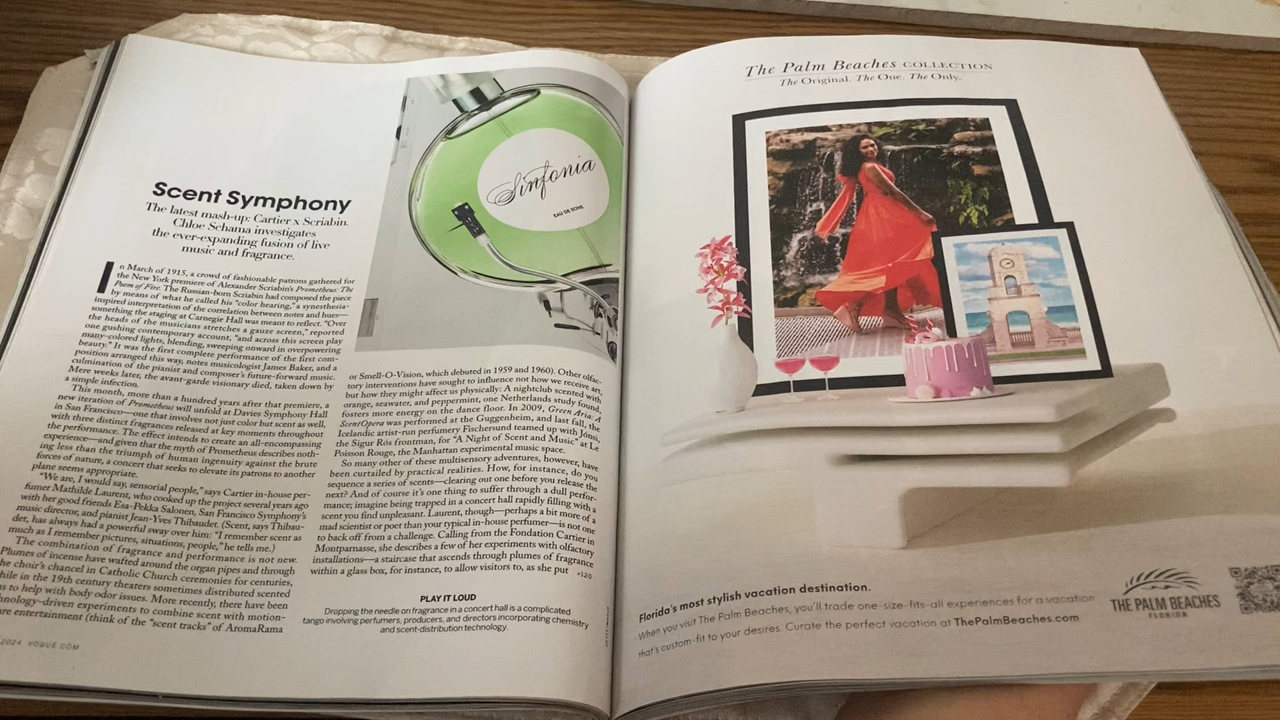 Scent Symphony
The latest mash-up: Cartier x Scriabin.
Chloe Schama investigates
the ever-expanding fusion of live
music and fragrance.
In March of 1915, a crowd of fashionable patrons gathered for
the New York premiere of Alexander Scriabin's Prometheus: The
Poem of Fire. The Russian-born Scriabin had composed the piece
by means of what he called his "color hearing," a synesthesia-
inspired interpretation of the correlation between notes and hues—
something the staging at Carnegie Hall was meant to reflect. "Over
the heads of the musicians stretches a gauze screen," reported
one gushing contemporary account, "and across this screen play
many-colored lights, blending, sweeping onward in overpowering
beauty." It was the first complete performance of the first com-
position arranged this way, notes musicologist James Baker, and a
culmination of the pianist and composer's future-forward music.
Mere weeks later, the avant-garde visionary died, taken down by
a simple infection.
This month, more than a hundred years after that premiere, a
new iteration of Prometheus will unfold at Davies Symphony Hall
in San Francisco—one that involves not just color but scent as well,
with three distinct fragrances released at key moments throughout
the performance. The effect intends to create an all-encompassing
experience—and given that the myth of Prometheus describes noth-
ing less than the triumph of human ingenuity against the brute
forces of nature, a concert that seeks to elevate its patrons to another
plane seems appropriate.
"We are, I would say, sensorial people," says Cartier in-house per-
fumer Mathilde Laurent, who cooked up the project several years ago
with her good friends Esa-Pekka Salonen, San Francisco Symphony's
music director, and pianist Jean-Yves Thibaudet. (Scent, says Thibau-
det, has always had a powerful sway over him: "I remember scent as
much as I remember pictures, situations, people," he tells me.)
The combination of fragrance and performance is not new.
Plumes of incense have wafted around the organ pipes and through
the choir's chancel in Catholic Church ceremonies for centuries,
while in the 19th century theaters sometimes distributed scented
to help with body odor issues. More recently, there have been
technology-driven experiments to combine scent with motion-
entertainment (think of the "scent tracks" of AromaRama
2024 VOGUE.COM
Sinfonia
EAU DE SONS
or Smell-O-Vision, which debuted in 1959 and 1960). Other olfac-
tory interventions have sought to influence not how we receive art,
but how they might affect us physically: A nightclub scented with
orange, seawater, and peppermint, one Netherlands study found,
fosters more energy on the dance floor. In 2009, Green Aria: A
ScentOpera was performed at the Guggenheim, and last fall, the
Icelandic artist-run perfumery Fischersund teamed up with Jónsi,
the Sigur Rós frontman, for "A Night of Scent and Music" at Le
Poisson Rouge, the Manhattan experimental music space.
So many other of these multisensory adventures, however, have
been curtailed by practical realities. How, for instance, do you
sequence a series of scents—clearing out one before you release the
next? And of course it's one thing to suffer through a dull perfor-
mance; imagine being trapped in a concert hall rapidly filling with a
scent you find unpleasant. Laurent, though—perhaps a bit more of a
mad scientist or poet than your typical in-house perfumer—is not one
to back off from a challenge. Calling from the Fondation Cartier in
Montparnasse, she describes a few of her experiments with olfactory
installations—a staircase that ascends through plumes of fragrance
within a glass box, for instance, to allow visitors to, as she put >120
PLAY IT LOUD
Dropping the needle on fragrance in a concert hall is a complicated
tango involving perfumers, producers, and directors incorporating chemistry
and scent-distribution technology.
The Palm Beaches COLLECTION
The Original. The One. The Only.
Florida's most stylish vacation destination.
When you visit The Palm Beaches, you'll trade one-size-fits-all experiences for a vacation
that's custom-fit to your desires. Curate the perfect vacation at ThePalmBeaches.com
THE PALM BEACHES
FLORIDA